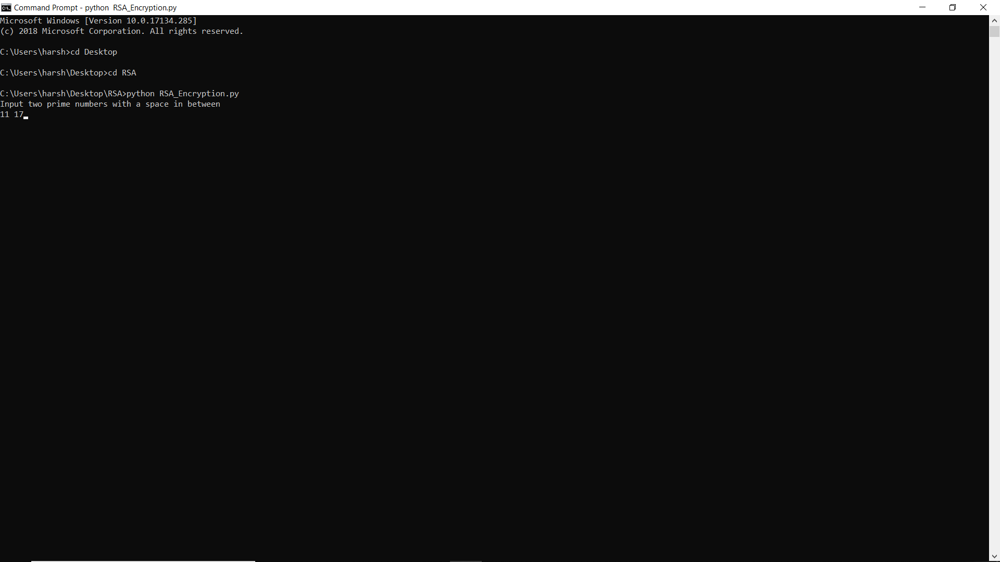 Command Prompt - python  RSA_Encryption.py
Microsoft Windows [Version 10.0.17134.285]
(c) 2018 Microsoft Corporation. All rights reserved.
C:\Users\harsh>cd Desktop
C:\Users\harsh\Desktop>cd RSA
C:\Users\harsh\Desktop\RSA>python RSA_Encryption.py
Input two prime numbers with a space in between
11 17